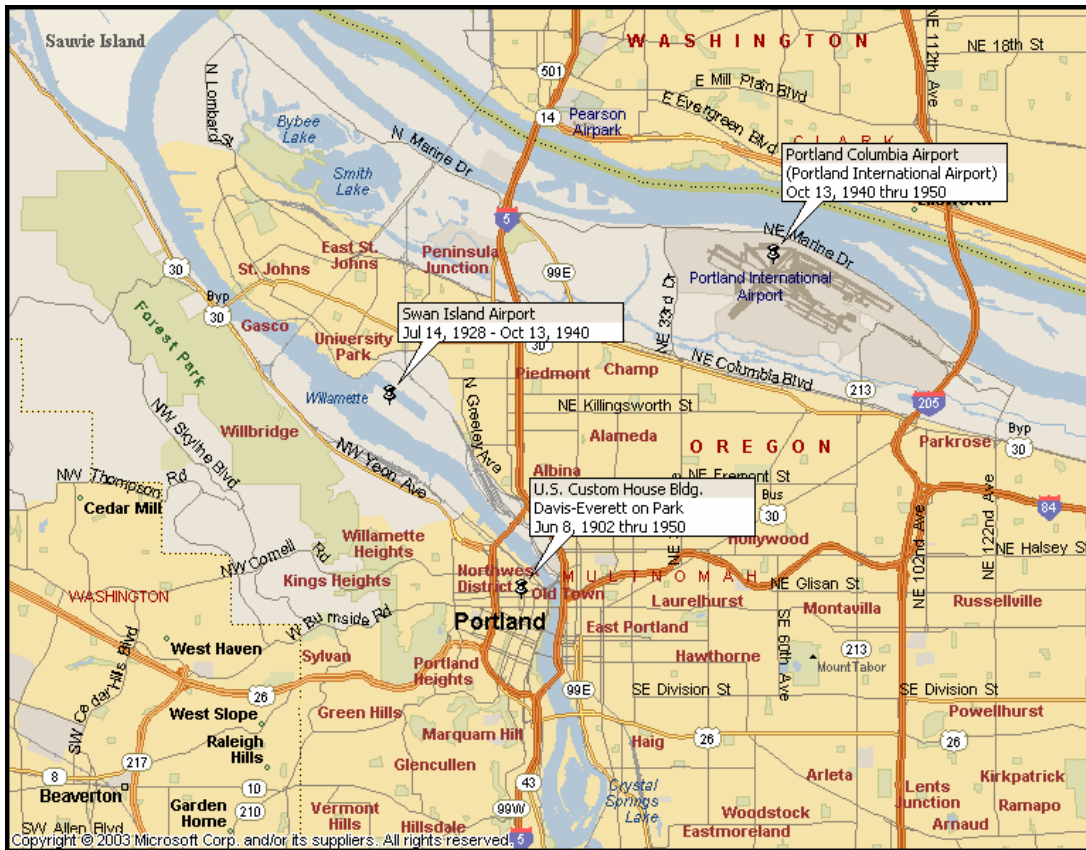 Sauvie Island
WASHINGTON
NE 18th St
NE 112th Ave
N Lombard St
501
E Mill Plain Blvd
14
Pearson
Airpark
E Evergreen Blvd
CLARK
Bybee
Lake
N Marine Dr
Smith
Lake
Portland Columbia Airport
(Portland International Airport)
Oct 13, 1940 thru 1950
5
NE Marine Dr
East St.
Johns
Peninsula
Junction
St. Johns
30
99E
Portland International
Airport
NE 33rd Dr
Byp
30
Gasco
Forest Park
University
Park
Swan Island Airport
Jul 14, 1928 - Oct 13, 1940
30
NE Columbia Blvd
Piedmont
Champ
213
205
Willamette
N Greeley Ave
NE Killingsworth St
Willbridge
Alameda
OREGON
Parkrose
Byp
30
NW Skyline Blvd
NW Yeon Ave
NW Thompson Rd
Cedar Mill
Albina
NE Fremont St
U.S. Custom House Bldg.
Davis-Everett on Park
Jun 8, 1902 thru 1950
Bus
30
84
NE 102nd Ave
NE 122nd Ave
Willamette
Heights
Hollywood
NE Halsey St
NW Cornell Rd
Kings Heights
Northwest
District
MULTNOMAH
NE Glisan St
WASHINGTON
Old Town
Laurelhurst
Montavilla
Russellville
W Burnside Rd
Portland
East Portland
SE 60th Ave
West Haven
Sylvan
Portland
Heights
Hawthorne
213
Mount Tabor
SW Cedar Hills Blvd
26
99E
SE Division St
SE Division St
West Slope
Green Hills
Powellhurst
Marquam Hill
Haig
26
26
Raleigh
Hills
217
Glencullen
8
43
Arleta
Kirkpatrick
Beaverton
10
Crystal
Springs
Lake
Lents
Junction
Ramapo
Garden
Home
210
Vermont
Hills
99W
Woodstock
Arnaud
SW Allen Blvd
Hillsdale
Eastmoreland
5
Copyright © 2003 Microsoft Corp. and/or its suppliers. All rights reserved.